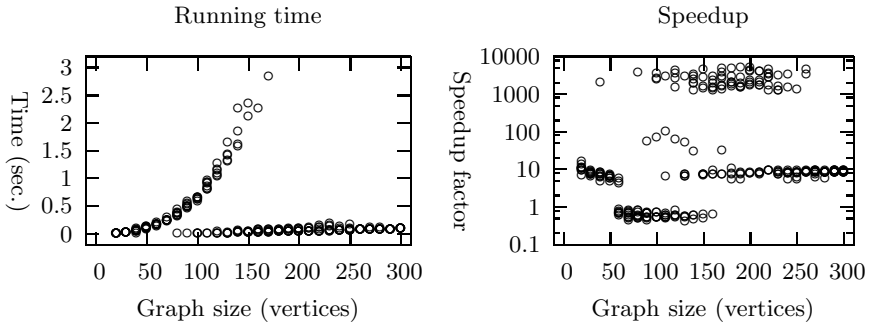 Running time
Time (sec.)
3
2.5
2
1.5
1
0.5
0
0 50 100 150 200 250 300
Graph size (vertices)
Speedup
Speedup factor
10000
1000
100
10
1
0.1
0 50 100 150 200 250 300
Graph size (vertices)